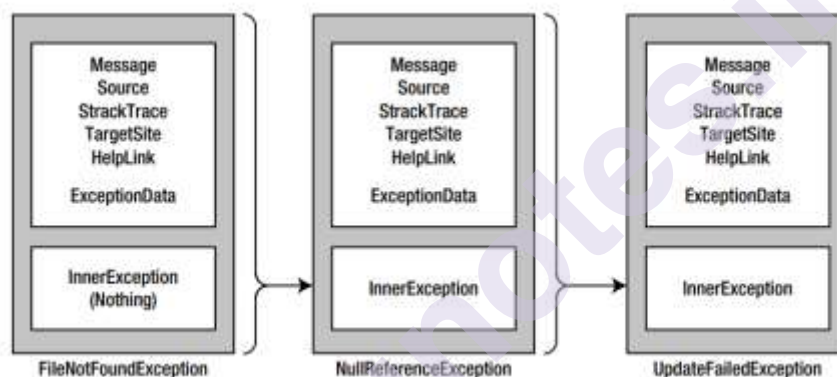 Message
Source
StrackTrace
TargetSite
HelpLink
ExceptionData
InnerException
(Nothing)
FileNotFoundException
Message
Source
StrackTrace
TargetSite
HelpLink
ExceptionData
InnerException
NullReferenceException
Message
Source
StrackTrace
TargetSite
HelpLink
ExceptionData
InnerException
UpdateFailedException